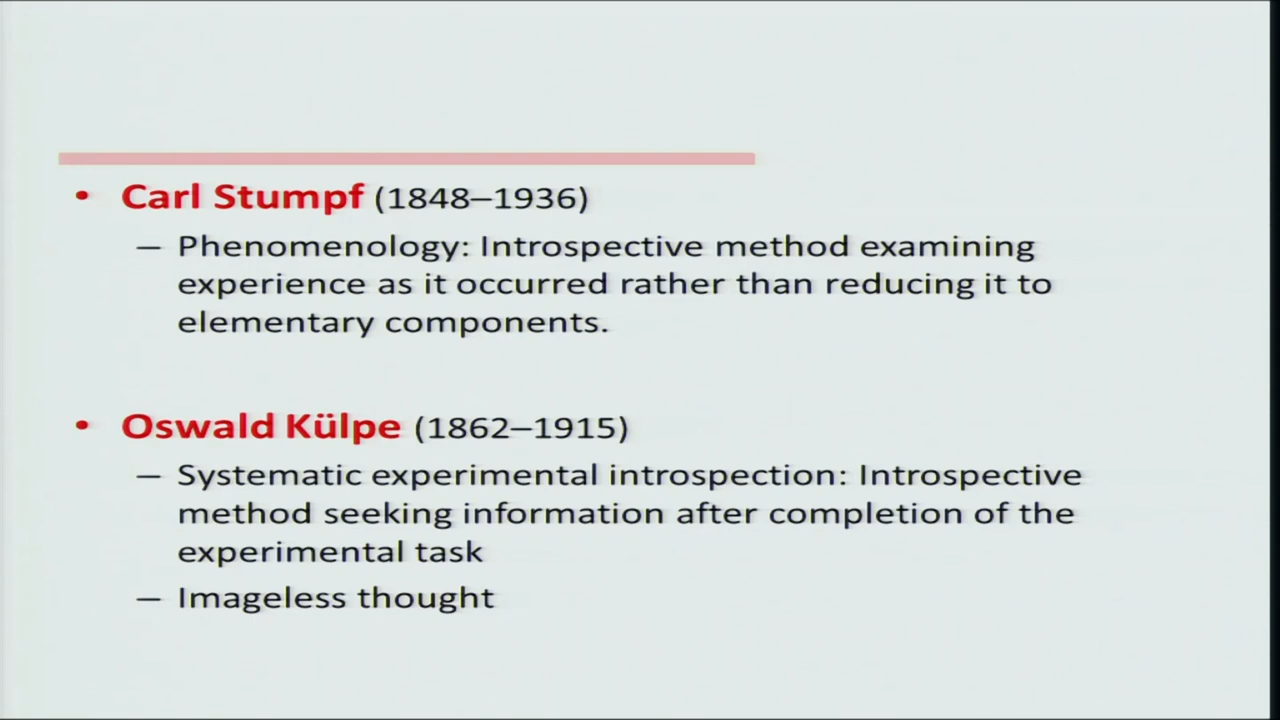 • Carl Stumpf (1848–1936)
– Phenomenology: Introspective method examining
experience as it occurred rather than reducing it to
elementary components.
• Oswald Külpe (1862–1915)
– Systematic experimental introspection: Introspective
method seeking information after completion of the
experimental task
– Imageless thought